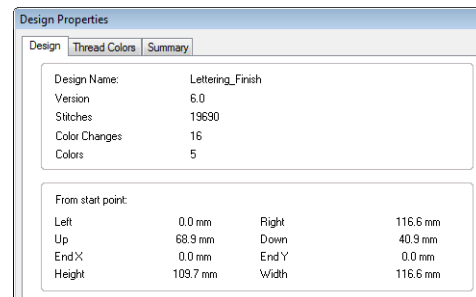 Design Properties
Design Thread Colors Summary
Design Name: Lettering_Finish
Version 6.0
Stitches 19690
Color Changes 16
Colors 5
From start point:
Left 0.0 mm Right 116.6 mm
Up 68.9 mm Down 40.9 mm
End X 0.0 mm End Y 0.0 mm
Height 109.7 mm Width 116.6 mm